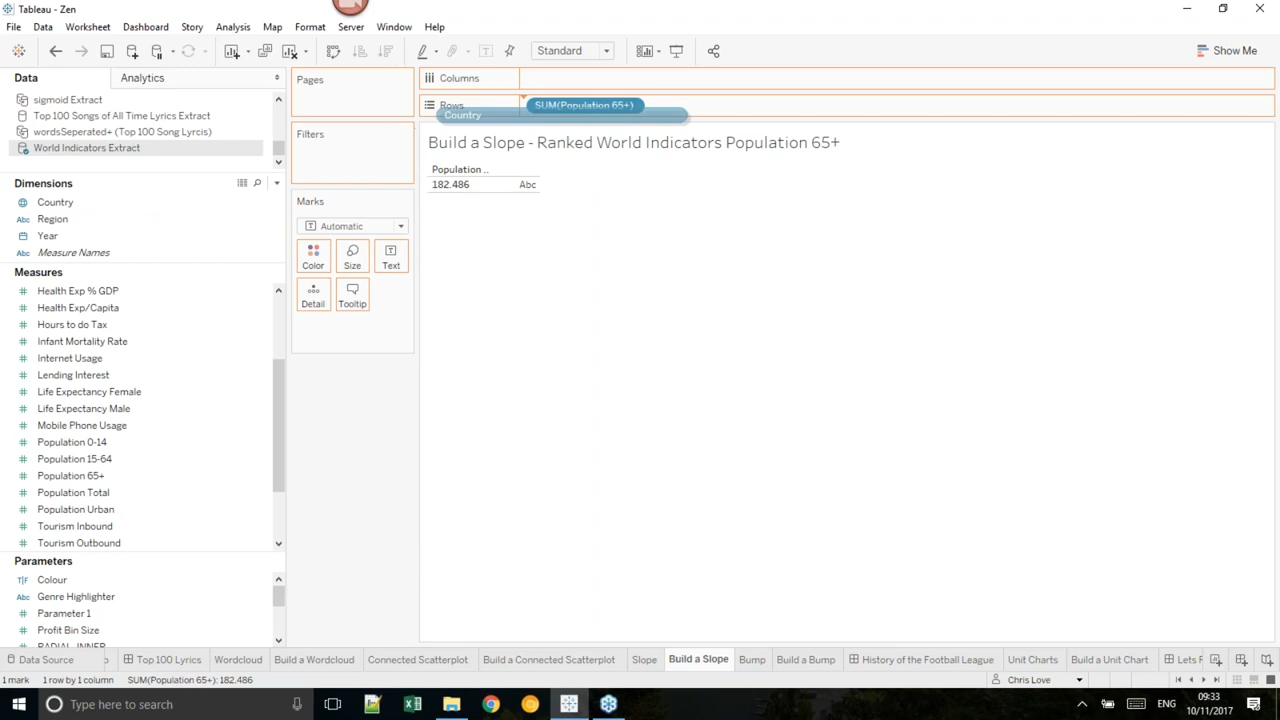 Tableau - Zen
File Data Worksheet Dashboard Story Analysis Map Format Server Window Help
Standard
Show Me
Data
Analytics
sigmoid Extract
Top 100 Songs of All Time Lyrics Extract
wordsSeperated+ (Top 100 Song Lyrcis)
World Indicators Extract
Dimensions
Country
Abc Region
Year
Abc Measure Names
Measures
Health Exp % GDP
Health Exp/Capita
Hours to do Tax
Infant Mortality Rate
Internet Usage
Lending Interest
Life Expectancy Female
Life Expectancy Male
Mobile Phone Usage
Population 0-14
Population 15-64
Population 65+
Population Total
Population Urban
Tourism Inbound
Tourism Outbound
Parameters
T|F Colour
Abc Genre Highlighter
Parameter 1
Profit Bin Size
RADIAL_INNER
Pages
Filters
Marks
Automatic
Color Size Text
Detail Tooltip
Columns
Rows SUM(Population 65+)
Country
Build a Slope - Ranked World Indicators Population 65+
Population ..
182.486 Abc
Data Source Top 100 Lyrics Wordcloud Build a Wordcloud Connected Scatterplot Build a Connected Scatterplot Slope Build a Slope Bump Build a Bump History of the Football League Unit Charts Build a Unit Chart Lets F
1 mark 1 row by 1 column SUM(Population 65+): 182.486 Chris Love
Type here to search ENG 09:33
10/11/2017